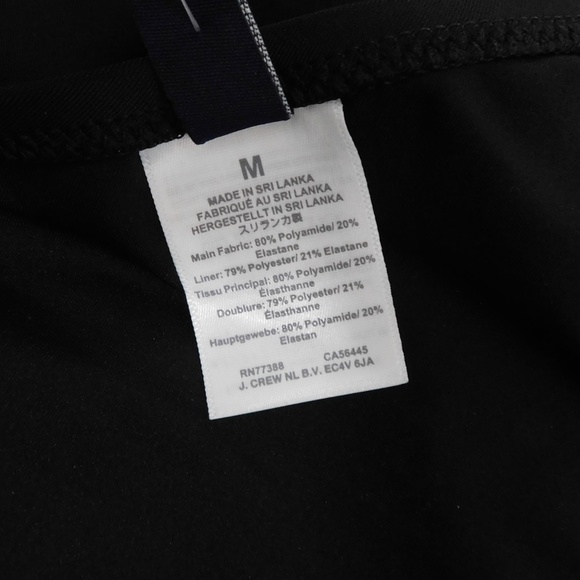 M
MADE IN SRI LANKA
FABRIQUÉ AU SRI LANKA
HERGESTELLT IN SRI LANKA
スリランカ製
Main Fabric: 80% Polyamide/ 20%
Elastane
Liner: 79% Polyester/ 21% Elastane
Tissu Principal: 80% Polyamide/ 20%
Élasthanne
Doublure: 79% Polyester/ 21%
Élasthanne
Hauptgewebe: 80% Polyamide/ 20%
Elastan
RN77388 CA56445
J. CREW NL B.V. EC4V 6JA